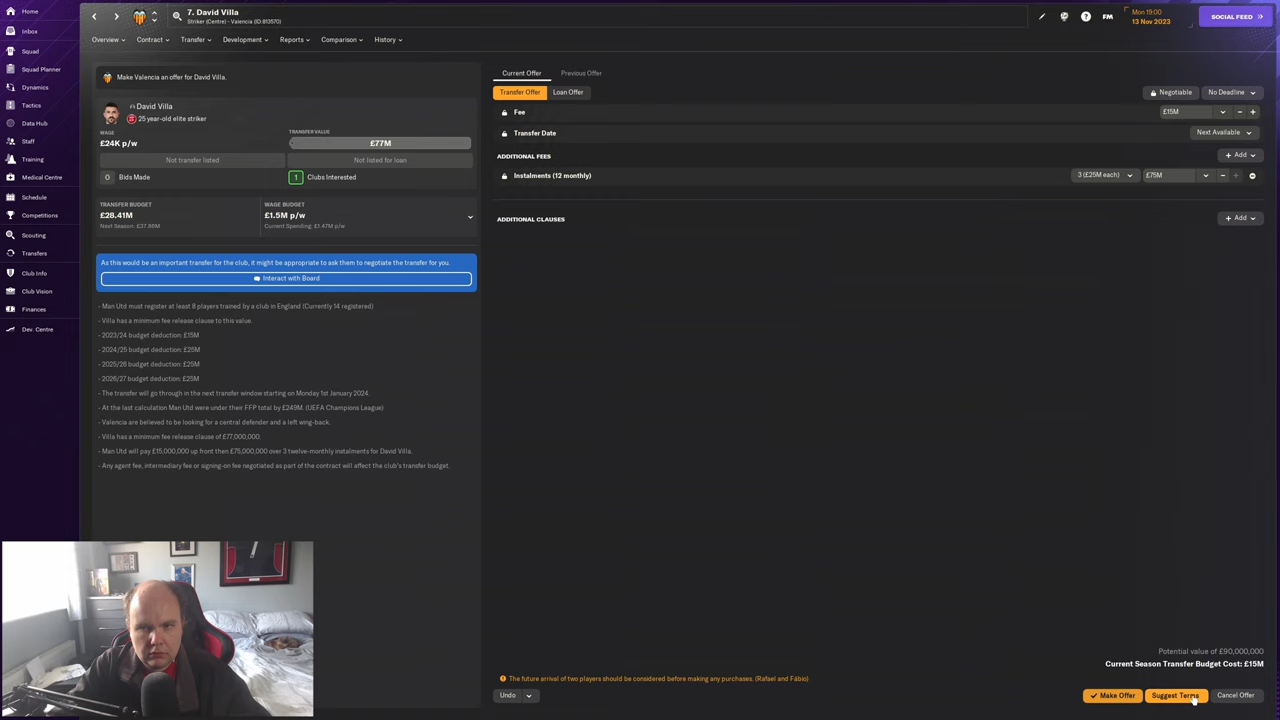 Home
Inbox
Squad
Squad Planner
Dynamics
Tactics
Data Hub
Staff
Training
Medical Centre
Schedule
Competitions
Scouting
Transfers
Club Info
Club Vision
Finances
Dev. Centre
7. David Villa
Striker (Centre) - Valencia (ID:813570)
FM
Mon 19:00
13 Nov 2023
SOCIAL FEED
Overview Contract Transfer Development Reports Comparison History
Make Valencia an offer for David Villa.
David Villa
25 year-old elite striker
WAGE
£24K p/w
TRANSFER VALUE
£77M
Not transfer listed
Not listed for loan
0 Bids Made
1 Clubs Interested
TRANSFER BUDGET
£28.41M
Next Season: £37.86M
WAGE BUDGET
£1.5M p/w
Current Spending: £1.47M p/w
As this would be an important transfer for the club, it might be appropriate to ask them to negotiate the transfer for you.
Interact with Board
- Man Utd must register at least 8 players trained by a club in England (Currently 14 registered)
- Villa has a minimum fee release clause to this value.
- 2023/24 budget deduction: £15M
- 2024/25 budget deduction: £25M
- 2025/26 budget deduction: £25M
- 2026/27 budget deduction: £25M
- The transfer will go through in the next transfer window starting on Monday 1st January 2024.
- At the last calculation Man Utd were under their FFP total by £249M. (UEFA Champions League)
- Valencia are believed to be looking for a central defender and a left wing-back.
- Villa has a minimum fee release clause of £77,000,000.
- Man Utd will pay £15,000,000 up front then £75,000,000 over 3 twelve-monthly instalments for David Villa.
- Any agent fee, intermediary fee or signing-on fee negotiated as part of the contract will affect the club's transfer budget.
Current Offer Previous Offer
Transfer Offer Loan Offer
Negotiable No Deadline
Fee £15M
Transfer Date Next Available
ADDITIONAL FEES + Add
Instalments (12 monthly) 3 (£25M each) £75M
ADDITIONAL CLAUSES + Add
Potential value of £90,000,000
Current Season Transfer Budget Cost: £15M
The future arrival of two players should be considered before making any purchases. (Rafael and Fábio)
Undo
Make Offer Suggest Terms Cancel Offer